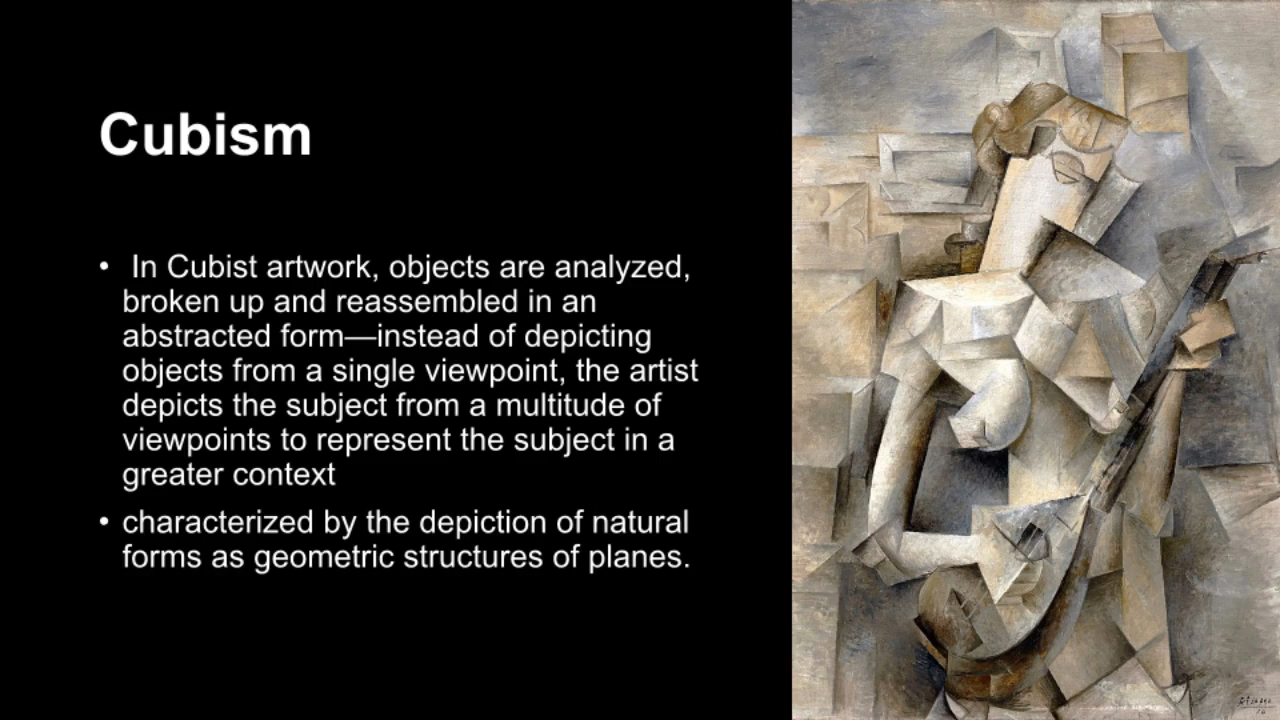 Cubism
• In Cubist artwork, objects are analyzed,
broken up and reassembled in an
abstracted form—instead of depicting
objects from a single viewpoint, the artist
depicts the subject from a multitude of
viewpoints to represent the subject in a
greater context
• characterized by the depiction of natural
forms as geometric structures of planes.